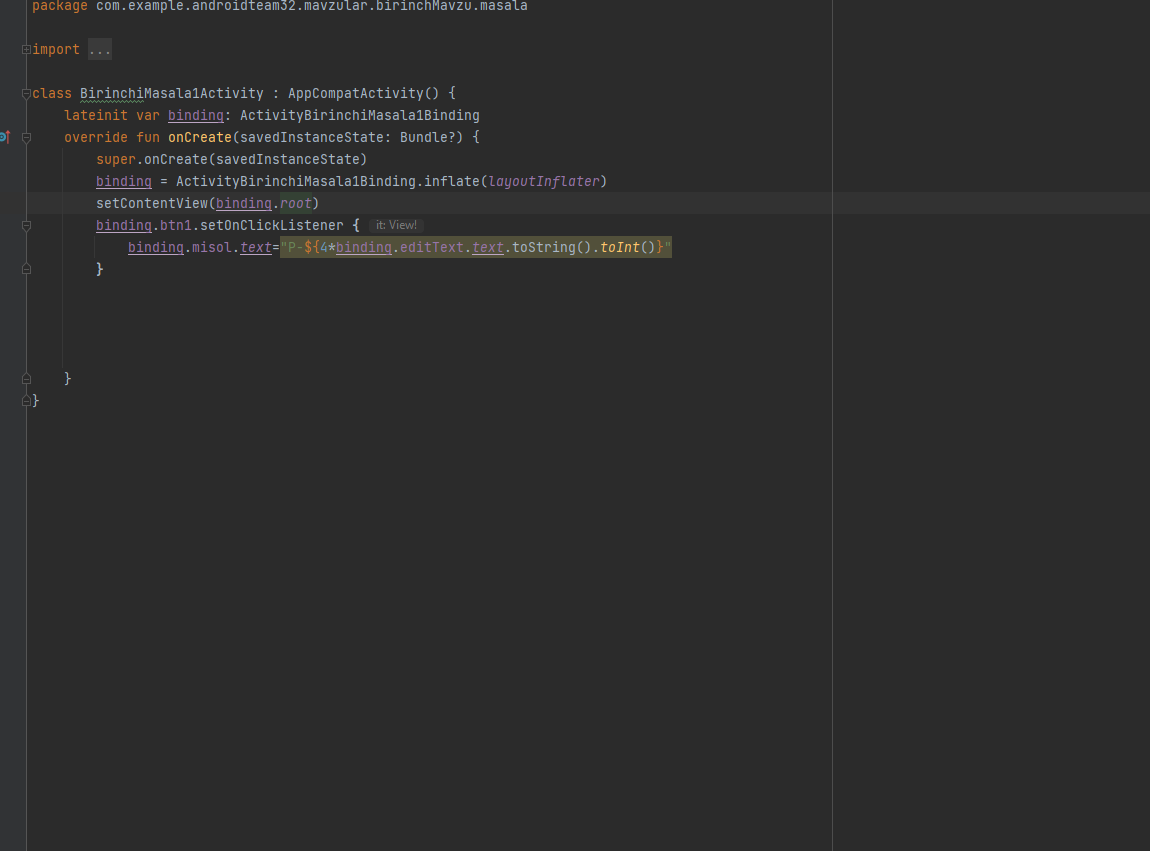 package com.example.androidteam32.mavzular.birinchMavzu.masala
import ...
class BirinchiMasala1Activity : AppCompatActivity() {
lateinit var binding: ActivityBirinchiMasala1Binding
override fun onCreate(savedInstanceState: Bundle?) {
super.onCreate(savedInstanceState)
binding = ActivityBirinchiMasala1Binding.inflate(layoutInflater)
setContentView(binding.root)
binding.btn1.setOnClickListener { it: View!
binding.misol.text="P-${4*binding.editText.text.toString().toInt()}"
}
}
}